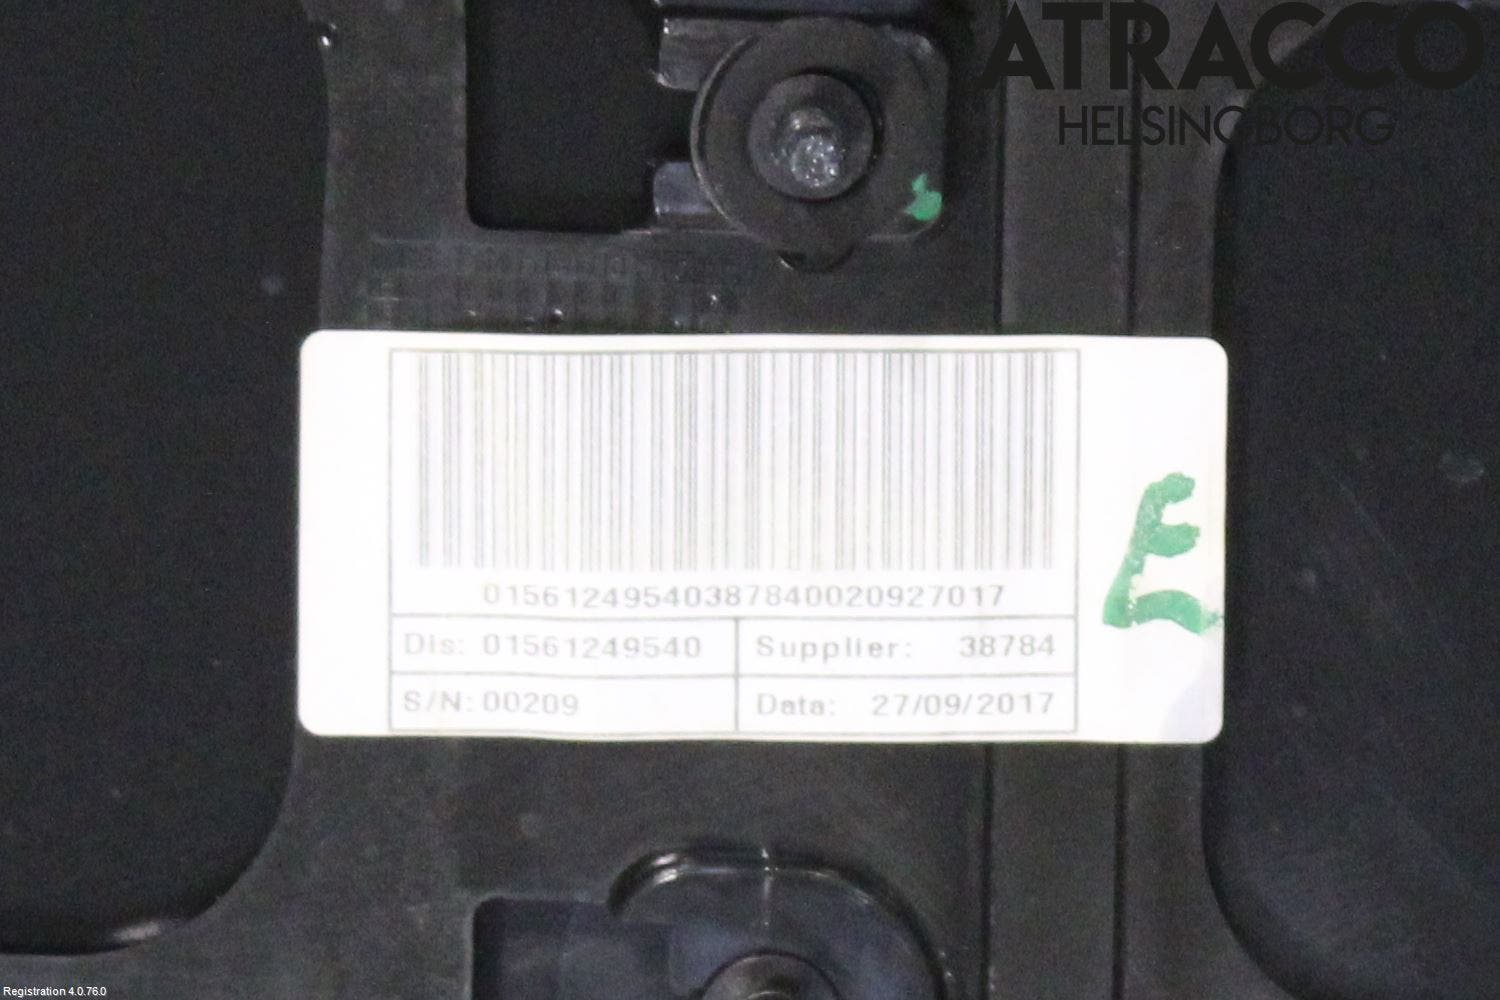 ATRACCO
HELSINGBORG
01561249540387840020927017
Dis: 01561249540
Supplier: 38784
S/N: 00209
Data: 27/09/2017
E
Registration 4.0.76.0